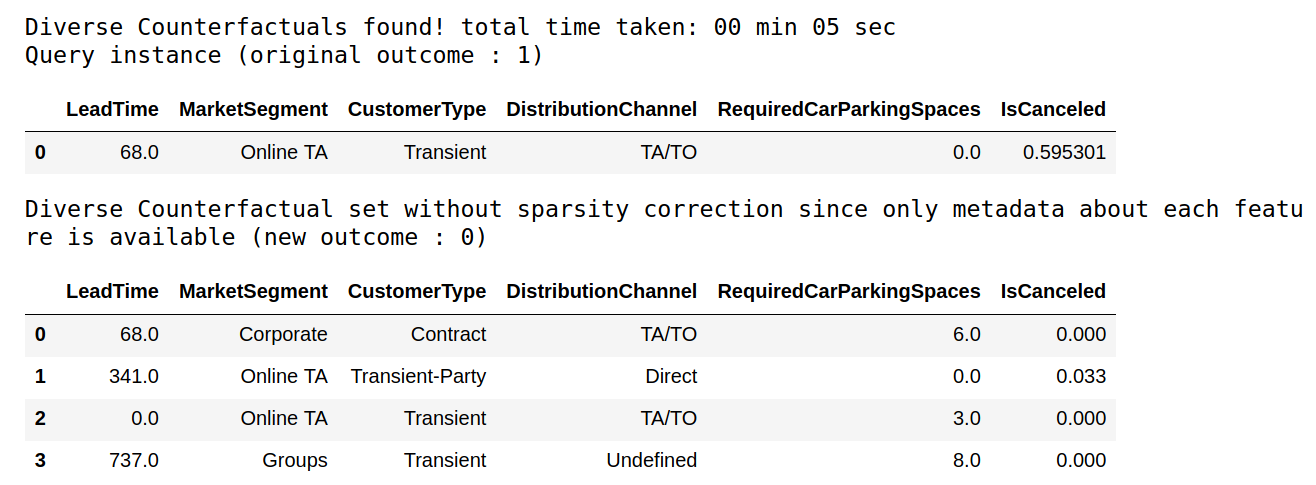 Diverse Counterfactuals found! total time taken: 00 min 05 sec
Query instance (original outcome : 1)
LeadTime MarketSegment CustomerType DistributionChannel RequiredCarParkingSpaces IsCanceled
0 68.0 Online TA Transient TA/TO 0.0 0.595301
Diverse Counterfactual set without sparsity correction since only metadata about each featu
re is available (new outcome : 0)
LeadTime MarketSegment CustomerType DistributionChannel RequiredCarParkingSpaces IsCanceled
0 68.0 Corporate Contract TA/TO 6.0 0.000
1 341.0 Online TA Transient-Party Direct 0.0 0.033
2 0.0 Online TA Transient TA/TO 3.0 0.000
3 737.0 Groups Transient Undefined 8.0 0.000